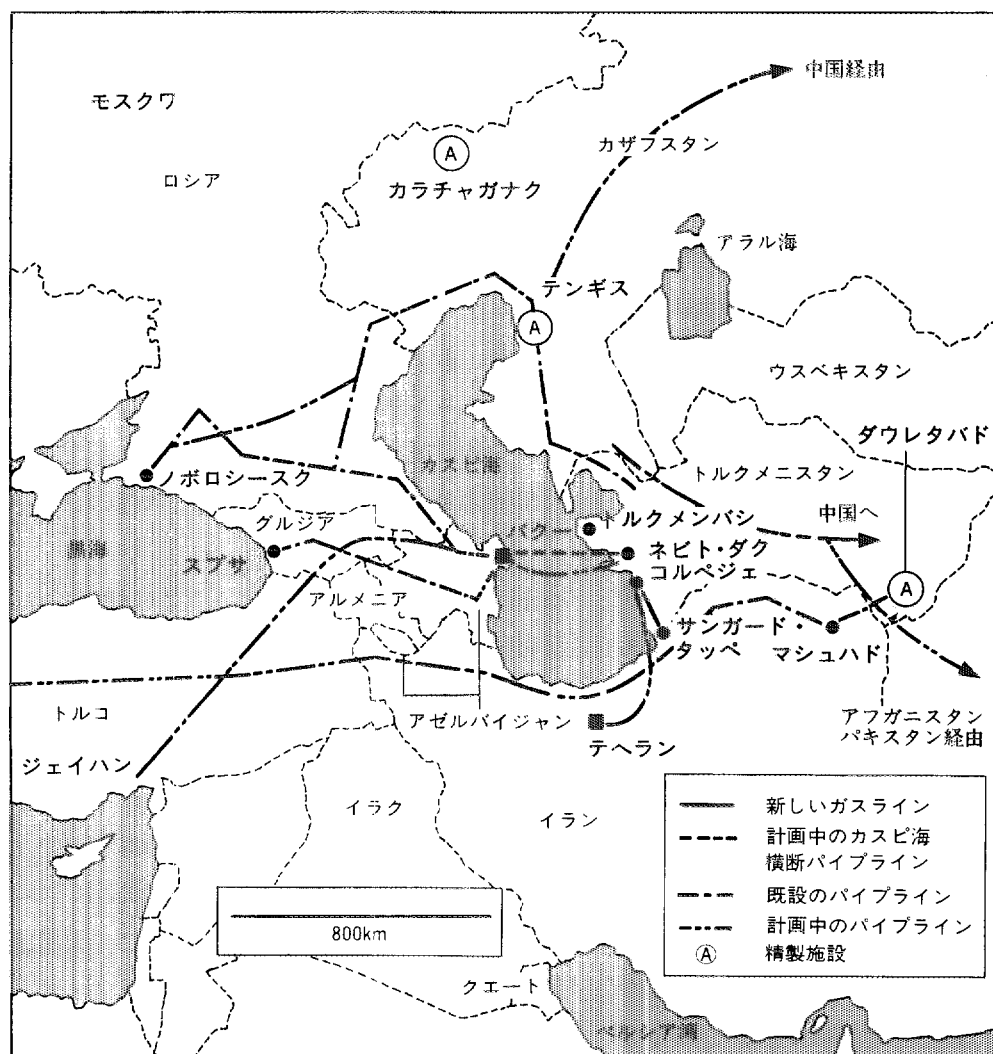 中国経由
モスクワ
カザフスタン
カラチャガナク
ロシア
アラル海
テンギス
ウスベキスタン
ダウレタバド
カスピ海
トルクメニスタン
ノボロシースク
中国へ
グルジア
バクー
トルクメンバシ
黒海
スプサ
ネビト・ダク
コルペジェ
アルメニア
サンガード・
タッペ
マシュハド
トルコ
アゼルバイジャン
アフガニスタン
パキスタン経由
テヘラン
ジェイハン
イラク
イラン
新しいガスライン
計画中のカスピ海
横断パイプライン
既設のパイプライン
計画中のパイプライン
Ⓐ 精製施設
800km
クエート
ペルシア湾
Ⓐ
Ⓐ
Ⓐ